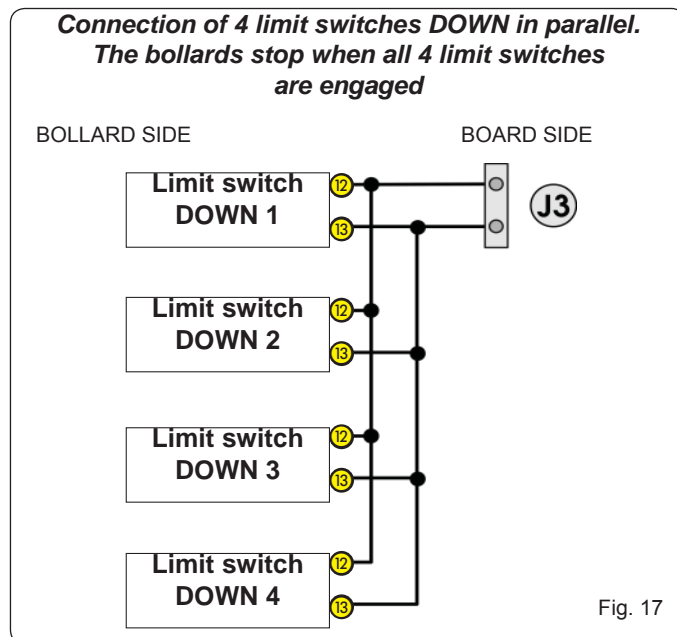 Connection of 4 limit switches DOWN in parallel.
The bollards stop when all 4 limit switches
are engaged
BOLLARD SIDE
BOARD SIDE
Limit switch
DOWN 1
12
13
J3
Limit switch
DOWN 2
12
13
Limit switch
DOWN 3
12
13
Limit switch
DOWN 4
12
13
Fig. 17